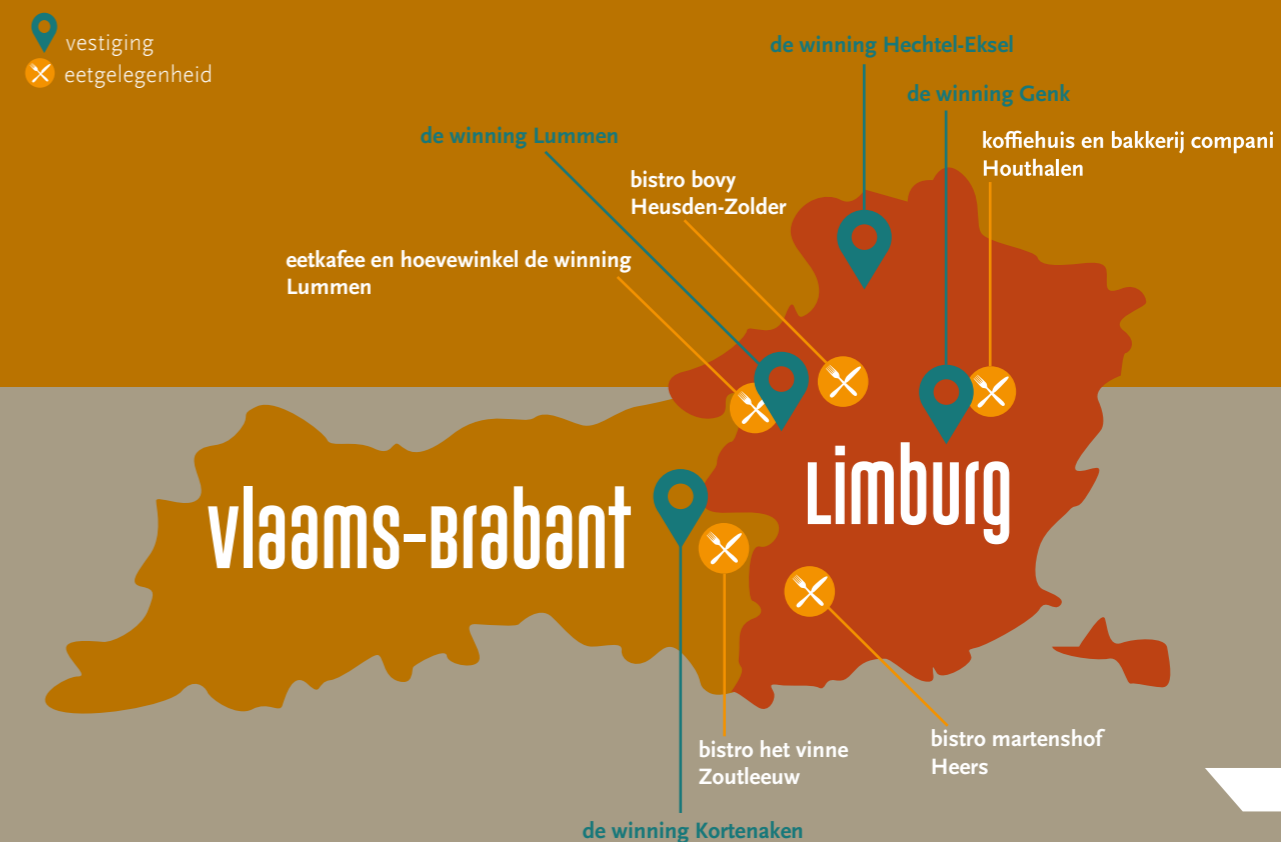 vestiging
eetgelegenheid
de winning Hechtel-Eksel
de winning Genk
de winning Lummen
koffiehuis en bakkerij compani
Houthalen
bistro bovy
Heusden-Zolder
eetkafee en hoevewinkel de winning
Lummen
Limburg
Vlaams-Brabant
bistro het vinne
Zoutleeuw
bistro martenshof
Heers
de winning Kortenaken